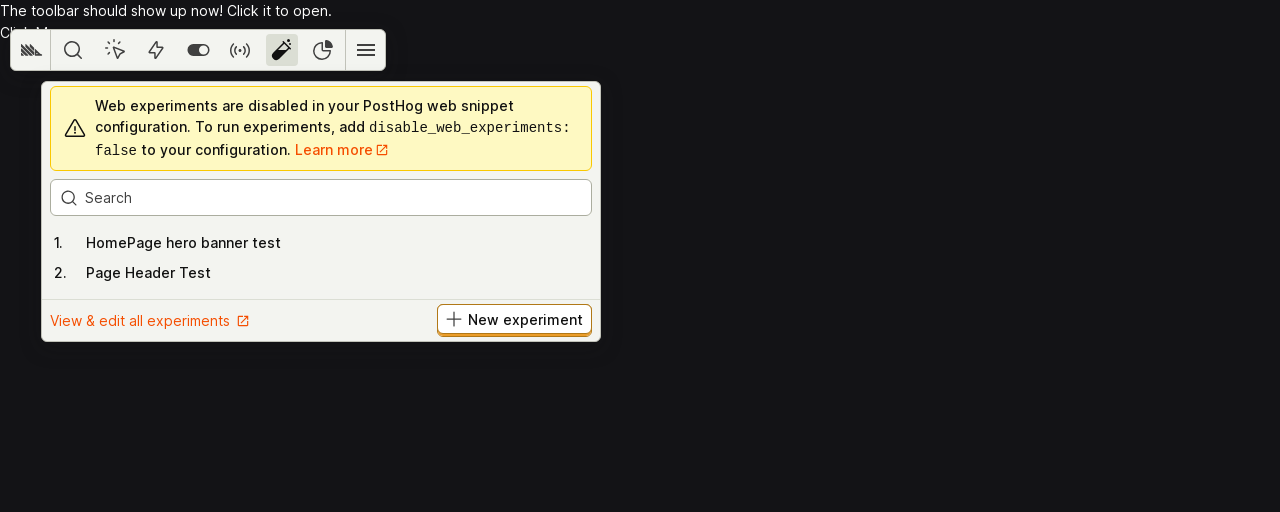 The toolbar should show up now! Click it to open.
Web experiments are disabled in your PostHog web snippet
configuration. To run experiments, add disable_web_experiments:
false to your configuration. Learn more
Search
1. HomePage hero banner test
2. Page Header Test
View & edit all experiments
New experiment